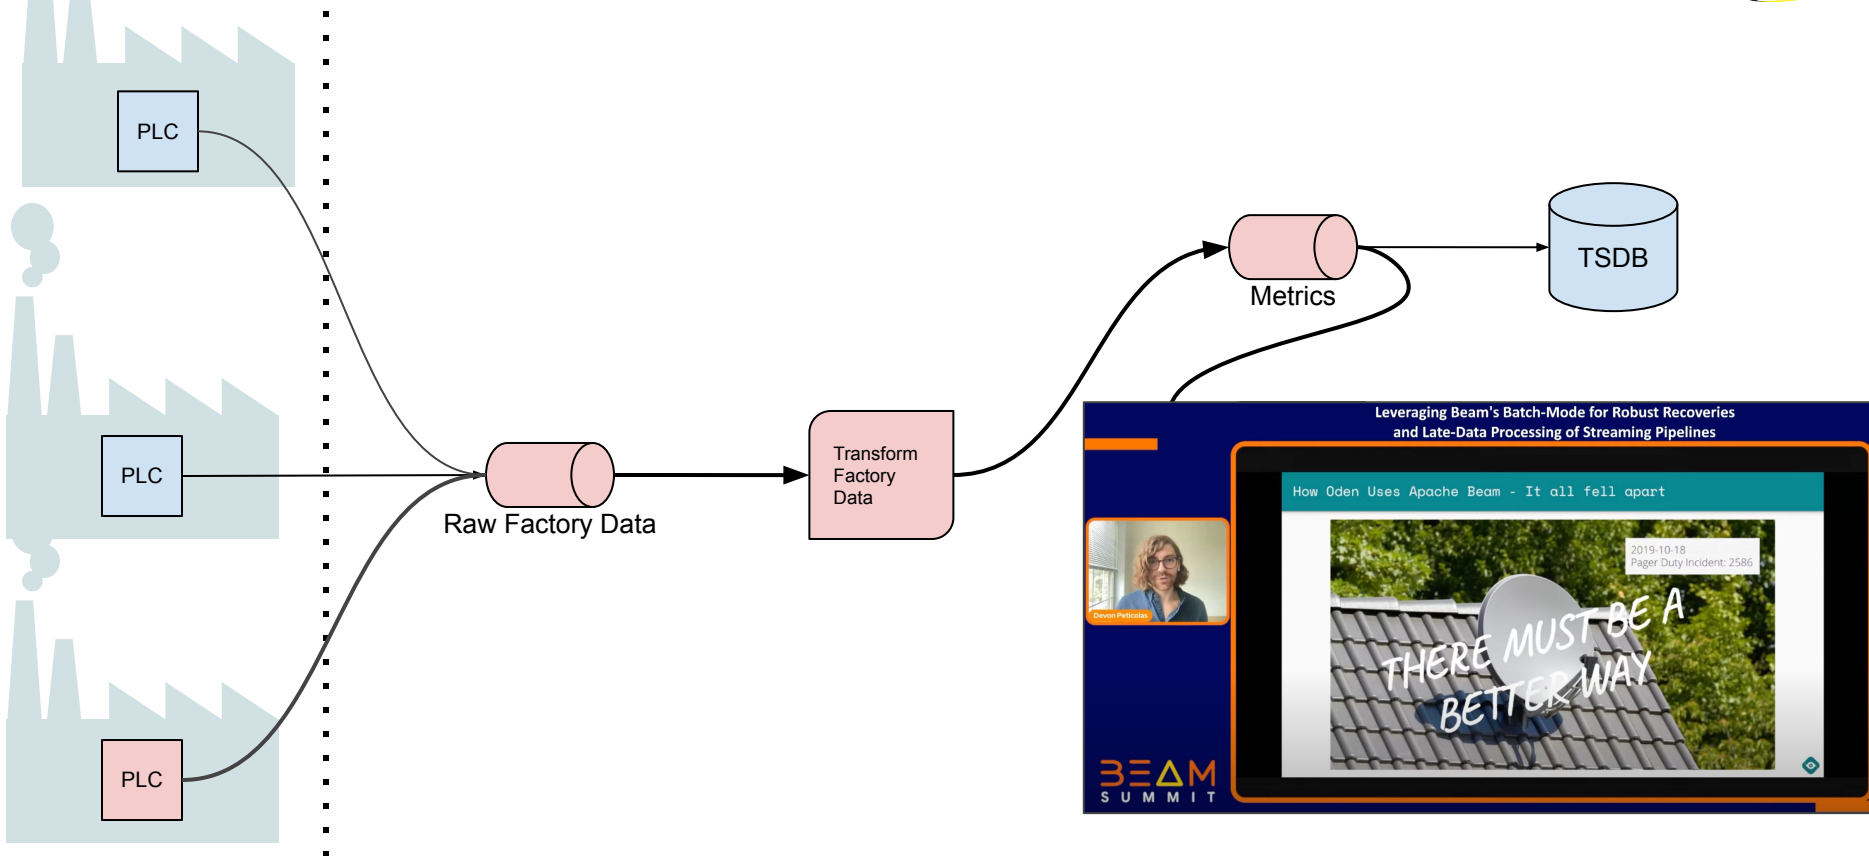 PLC
PLC
PLC
Raw Factory Data
Transform
Factory
Data
Metrics
TSDB
Leveraging Beam's Batch-Mode for Robust Recoveries
and Late-Data Processing of Streaming Pipelines
How Oden Uses Apache Beam - It all fell apart
2019-10-18
Pager Duty Incident: 2586
THERE MUST BE A
BETTER WAY
Devon Peticolas
BEAM
SUMMIT